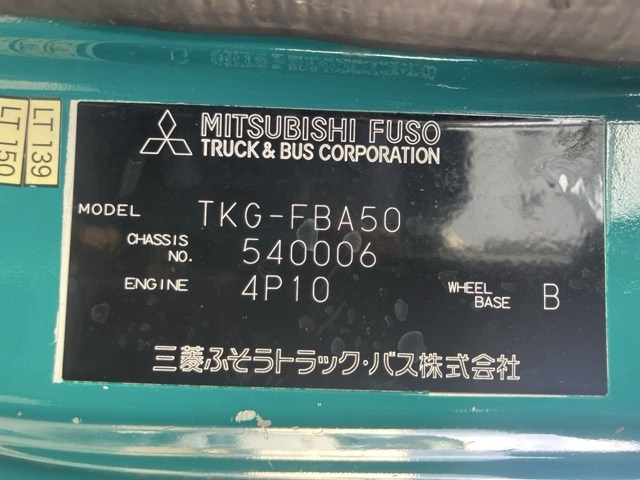 MITSUBISHI FUSO
TRUCK & BUS CORPORATION
MODEL TKG-FBA50
CHASSIS NO. 540006
ENGINE 4P10 WHEEL BASE B
三菱ふそうトラック・バス株式会社
LT 139
LT 150